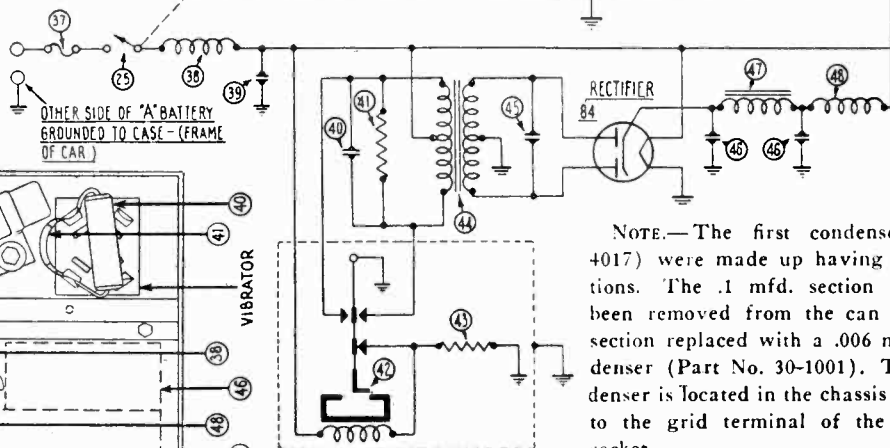 37
25
38
39
OTHER SIDE OF "A" BATTERY
GROUNDED TO CASE - (FRAME
OF CAR)
40
41
44
45
RECTIFIER
84
47
48
46
46
40
41
VIBRATOR
38
46
48
43
42
NOTE.—The first condense
4017) were made up having
tions. The .1 mfd. section
been removed from the can
section replaced with a .006 m
denser (Part No. 30-1001). T
denser is located in the chassis
to the grid terminal of the